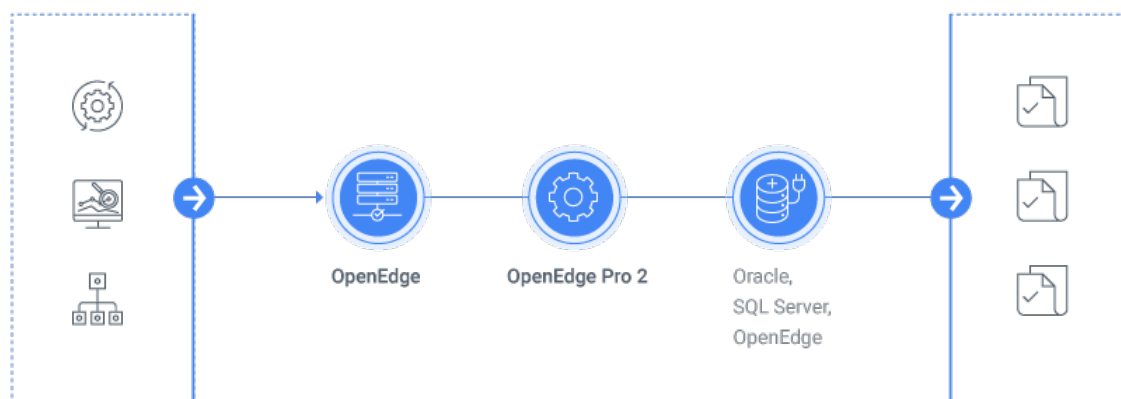 OpenEdge
OpenEdge Pro 2
Oracle,
SQL Server,
OpenEdge